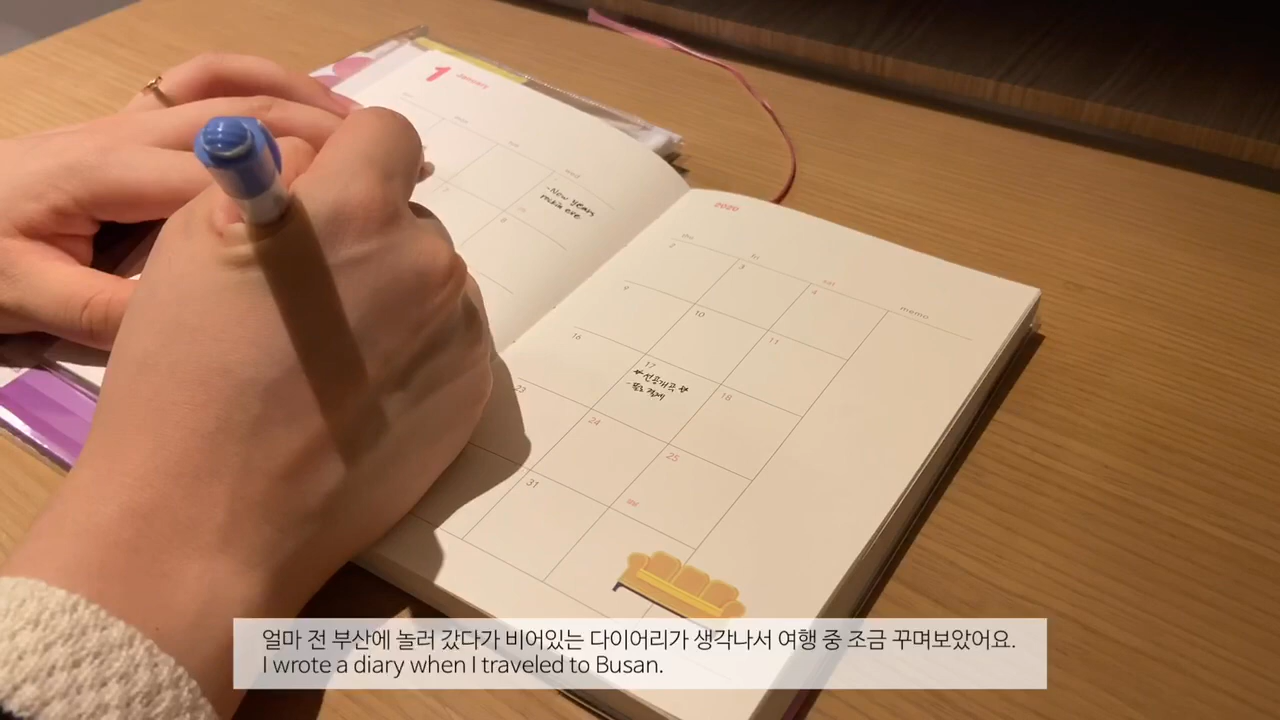 1
January
wed
-New years
8
2020
thu
fri
sat
memo
2
3
4
9
10
11
16
17
18
23
24
25
31
얼마 전 부산에 놀러 갔다가 비어있는 다이어리가 생각나서 여행 중 조금 꾸며보았어요.
I wrote a diary when I traveled to Busan.